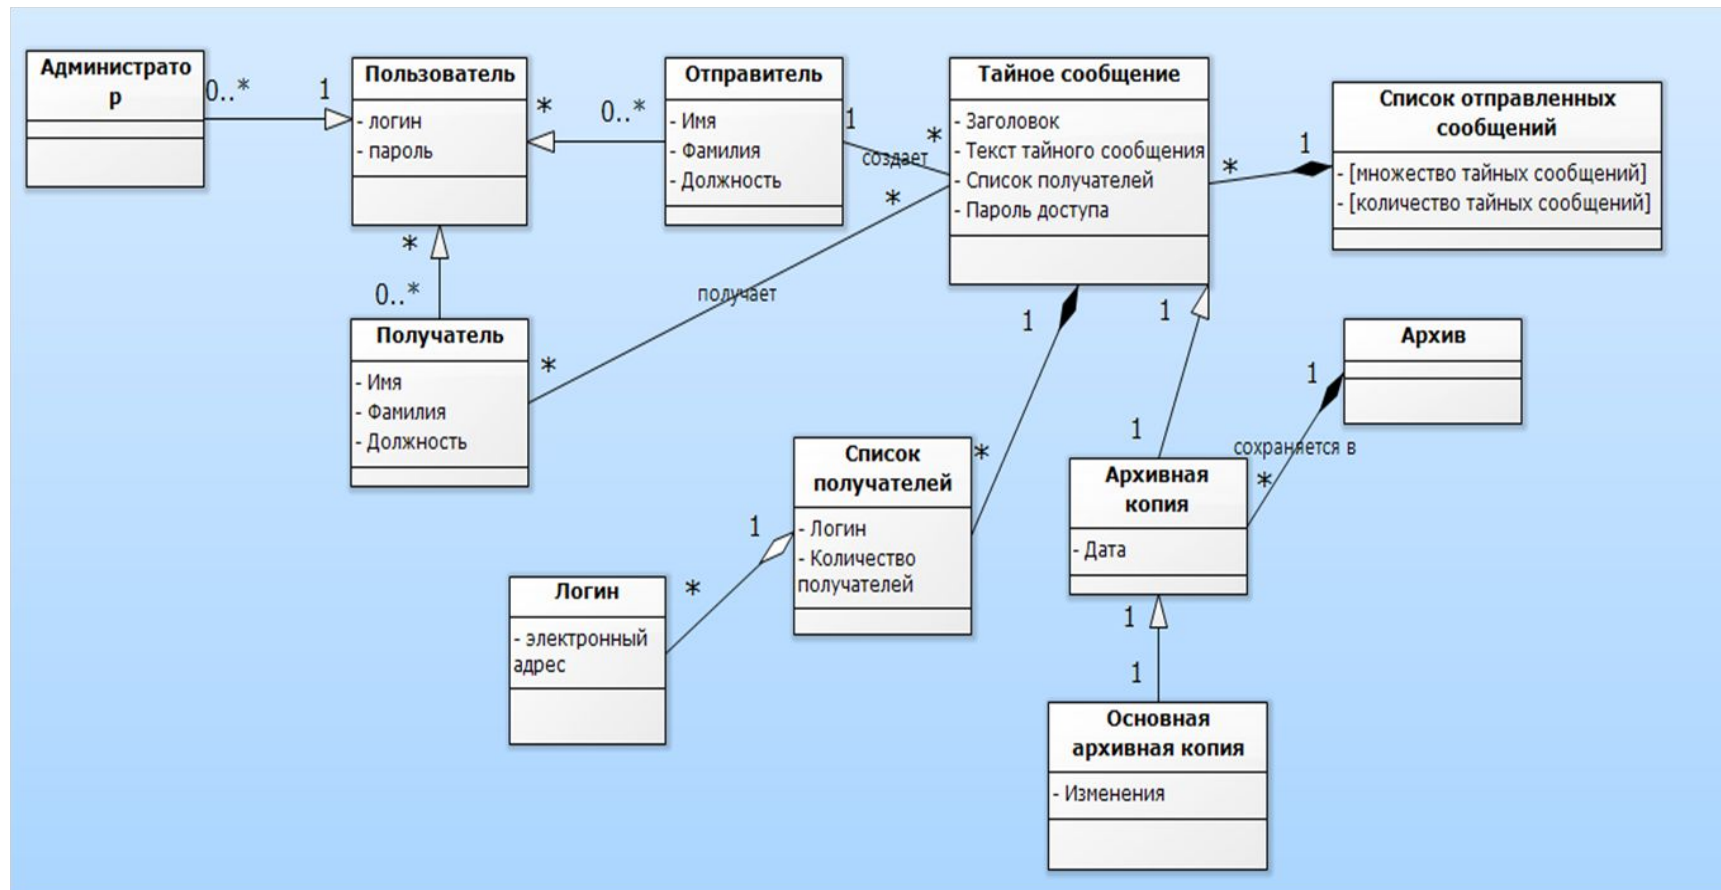 Администрато
р
0..*
1
Пользователь
- логин
- пароль
*
0..*
Отправитель
- Имя
- Фамилия
- Должность
1
создает
*
Тайное сообщение
- Заголовок
- Текст тайного сообщения
- Список получателей
- Пароль доступа
*
1
Список отправленных
сообщений
- [множество тайных сообщений]
- [количество тайных сообщений]
*
0..*
Получатель
- Имя
- Фамилия
- Должность
*
получает
*
1
*
Список
получателей
- Логин
- Количество
получателей
1
*
Логин
- электронный
адрес
1
1
Архивная
копия
- Дата
Архив
1
сохраняется в
*
1
1
Основная
архивная копия
- Изменения